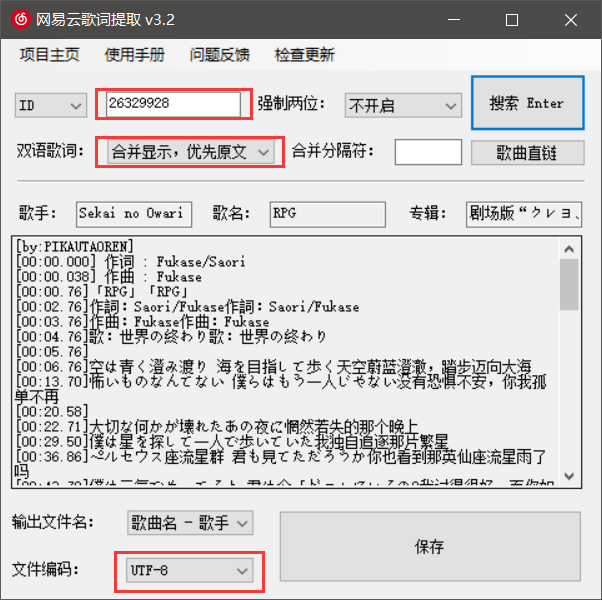 网易云歌词提取 v3.2
项目主页 使用手册 问题反馈 检查更新
ID 26329928 强制两位： 不开启 搜索 Enter
双语歌词： 合并显示，优先原文 合并分隔符： 歌曲直链
歌手： Sekai no Owari 歌名： RPG 专辑： 剧场版“クレヨ、
[by:PIKAUTAOREN]
[00:00.000] 作词 : Fukase/Saori
[00:00.038] 作曲 : Fukase
[00:00.76]「RPG」「RPG」
[00:02.76]作詞：Saori/Fukase作詞：Saori/Fukase
[00:03.76]作曲：Fukase作曲：Fukase
[00:04.76]歌：世界の終わり歌：世界の終わり
[00:05.76]
[00:06.76]空は青く澄み渡り 海を目指して歩く天空蔚蓝澄澈，踏步迈向大海
[00:13.70]怖いものなんてない 僕らはもう一人じゃない没有恐惧不安，你我孤
单不再
[00:20.58]
[00:22.71]大切な何かが壊れたあの夜に惘然若失的那个晚上
[00:29.50]僕は星を探して一人で歩いていた我独自追逐那片繁星
[00:36.86]ペルセウス座流星群 君も見てただろうか你也看到那英仙座流星雨了
吗
输出文件名： 歌曲名 - 歌手 保存
文件编码： UTF-8